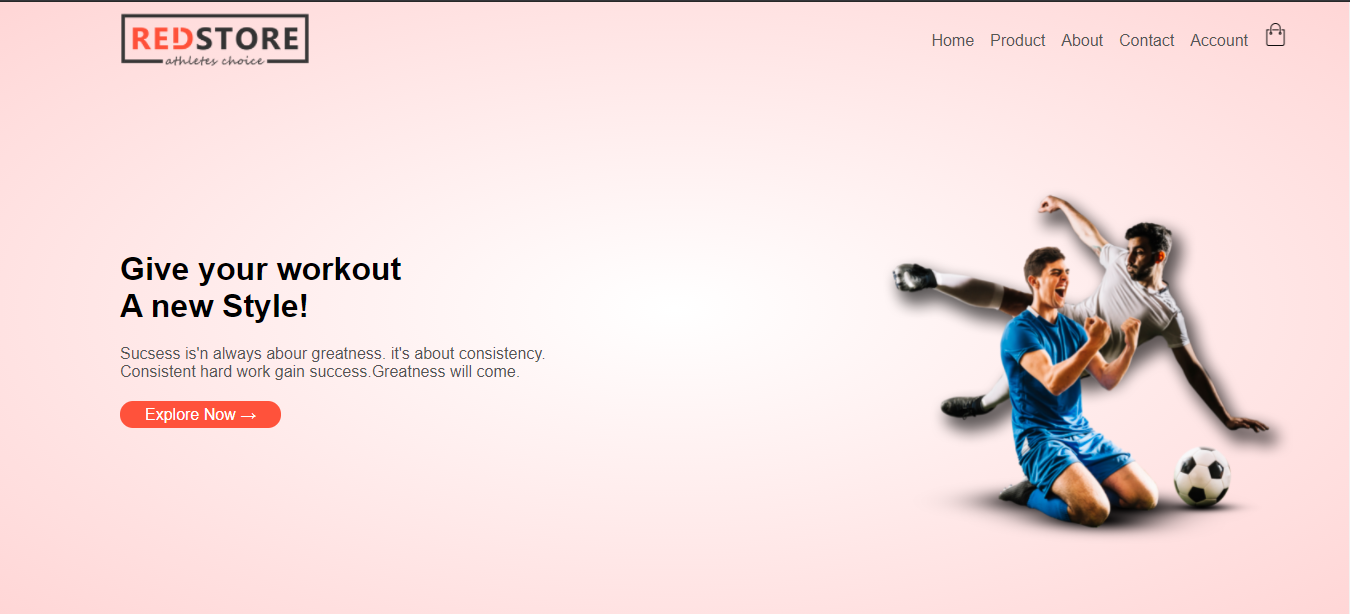 REDSTORE
athletes choice
Home Product About Contact Account
Give your workout
A new Style!
Sucsess is'n always abour greatness. it's about consistency.
Consistent hard work gain success.Greatness will come.
Explore Now →